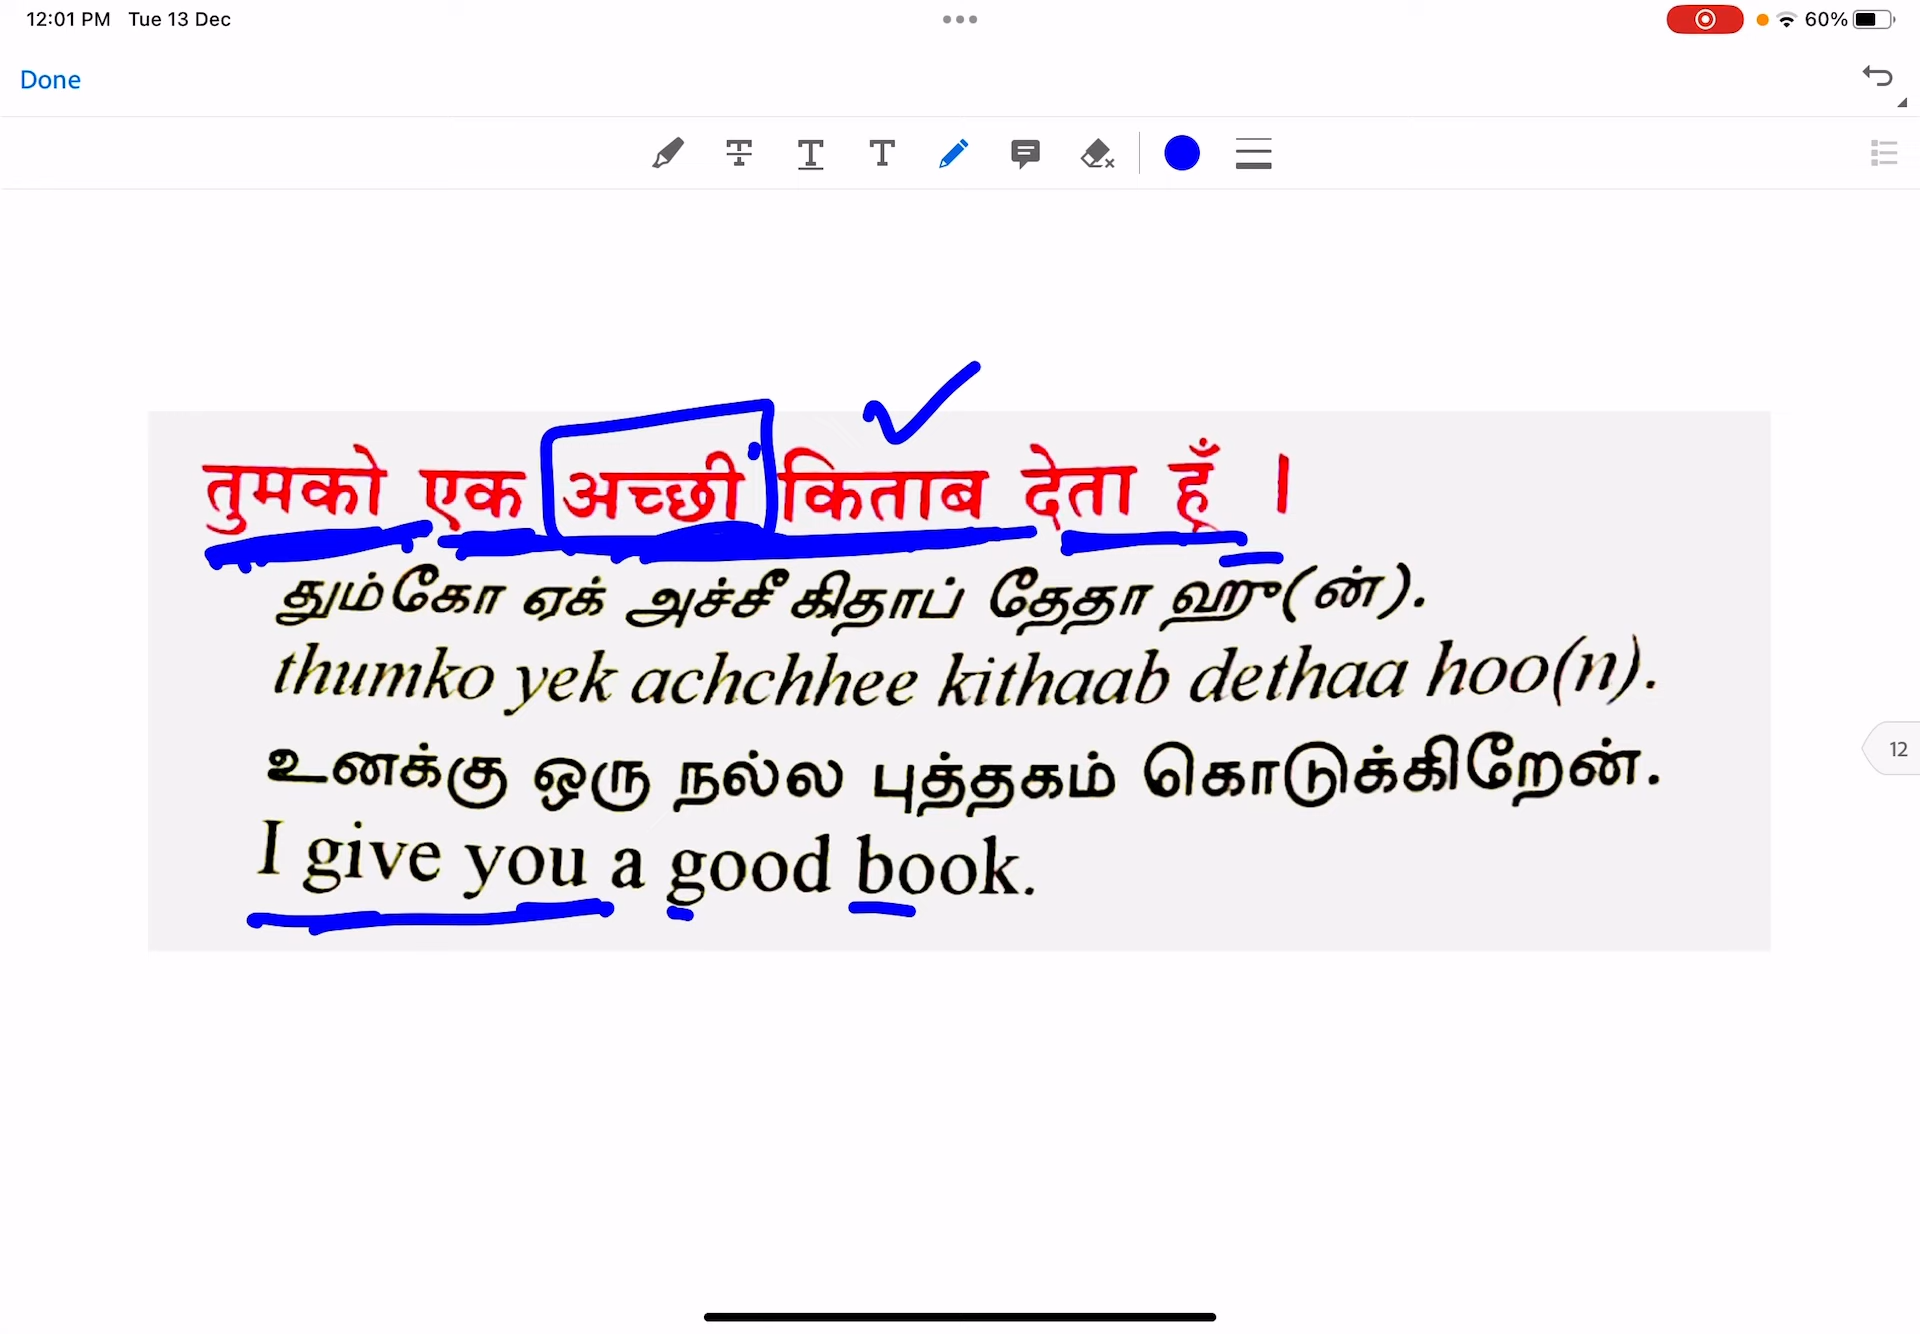 12:01 PM Tue 13 Dec
60%
Done
तुमको एक अच्छी किताब देता हूँ ।
தும்கோ ஏக் அச்சீ கிதாப் தேதா ஹு(ன்).
thumko yek achchhee kithaab dethaa hoo(n).
உனக்கு ஒரு நல்ல புத்தகம் கொடுக்கிறேன்.
I give you a good book.
12